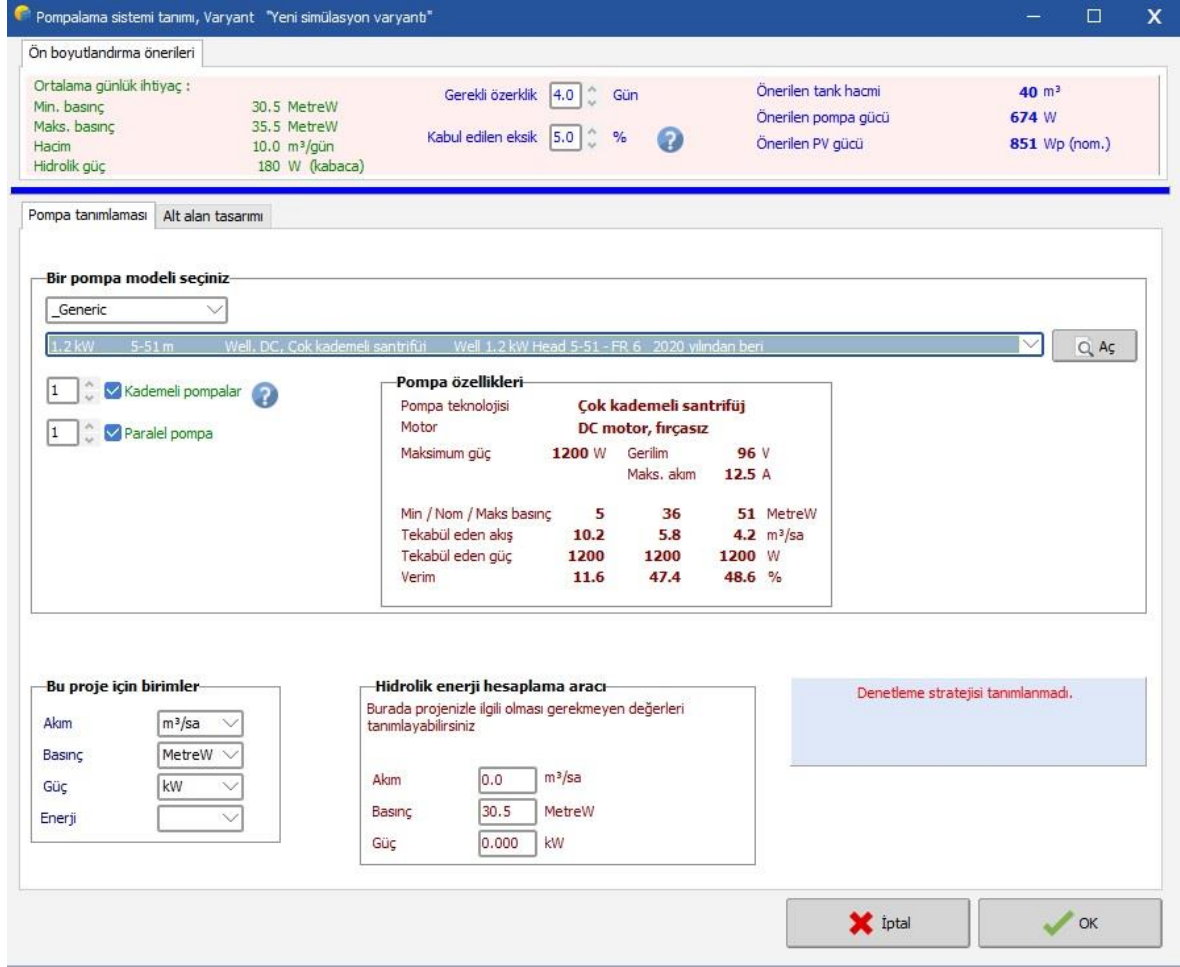 Pompalama sistemi tanımı, Varyant "Yeni simülasyon varyantı"
Ön boyutlandırma önerileri
Ortalama günlük ihtiyaç :
Min. basınç 30.5 MetreW
Maks. basınç 35.5 MetreW
Hacim 10.0 m³/gün
Hidrolik güç 180 W (kabaca)
Gerekli özerklik 4.0 Gün
Kabul edilen eksik 5.0 %
Önerilen tank hacmi 40 m³
Önerilen pompa gücü 674 W
Önerilen PV gücü 851 Wp (nom.)
Pompa tanımlaması Alt alan tasarımı
Bir pompa modeli seçiniz
_Generic
1.2 kW 5-51 m Well, DC, Çok kademeli santrifüj Well 1.2 kW Head 5-51 - FR 6 2020 yılından beri
Aç
1 Kademeli pompalar
1 Paralel pompa
Pompa özellikleri
Pompa teknolojisi Çok kademeli santrifüj
Motor DC motor, fırçasız
Maksimum güç 1200 W Gerilim 96 V
Maks. akım 12.5 A
Min / Nom / Maks basınç 5 36 51 MetreW
Tekabül eden akış 10.2 5.8 4.2 m³/sa
Tekabül eden güç 1200 1200 1200 W
Verim 11.6 47.4 48.6 %
Bu proje için birimler
Akım m³/sa
Basınç MetreW
Güç kW
Enerji
Hidrolik enerji hesaplama aracı
Burada projenizle ilgili olması gerekmeyen değerleri
tanımlayabilirsiniz
Akım 0.0 m³/sa
Basınç 30.5 MetreW
Güç 0.000 kW
Denetleme stratejisi tanımlanmadı.
İptal
OK